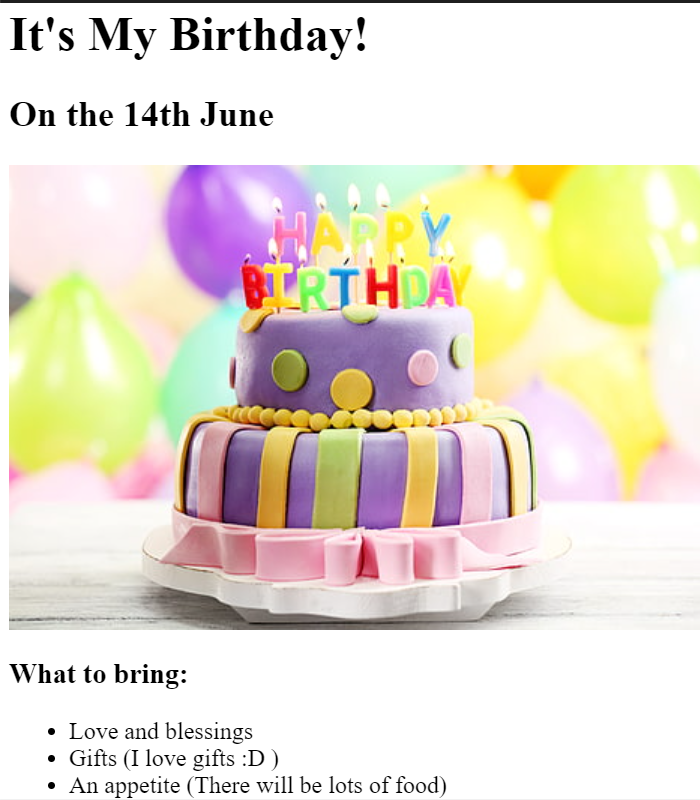 It's My Birthday!
On the 14th June
HAPPY
BIRTHDAY
What to bring:
Love and blessings
Gifts (I love gifts :D )
An appetite (There will be lots of food)